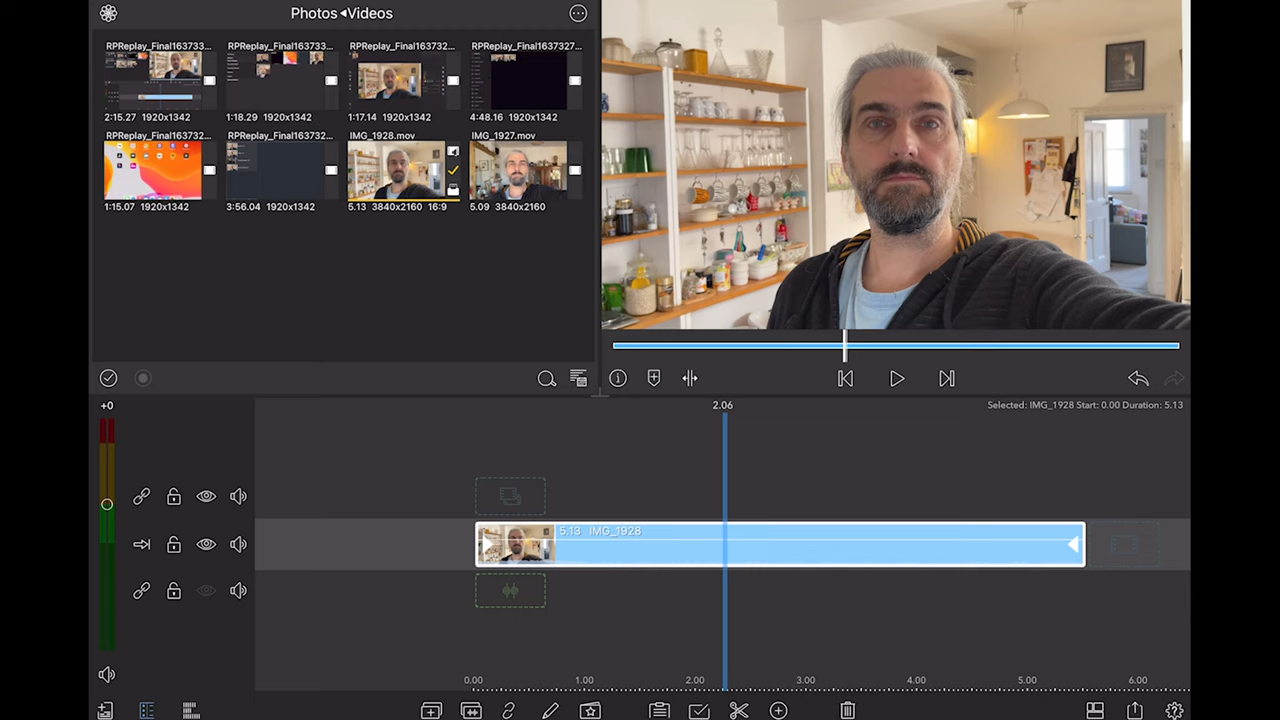 Photos◂Videos
RPReplay_Final163733...
RPReplay_Final163733...
RPReplay_Final163732...
RPReplay_Final1637327...
2:15.27 1920x1342
1:18.29 1920x1342
1:17.14 1920x1342
4:48.16 1920x1342
RPReplay_Final163732...
RPReplay_Final163732...
IMG_1928.mov
IMG_1927.mov
1:15.07 1920x1342
3:56.04 1920x1342
5.13 3840x2160 16:9
5.09 3840x2160
+0
2.06
Selected: IMG_1928 Start: 0.00 Duration: 5.13
5.13 IMG_1928
0.00 1.00 2.00 3.00 4.00 5.00 6.00